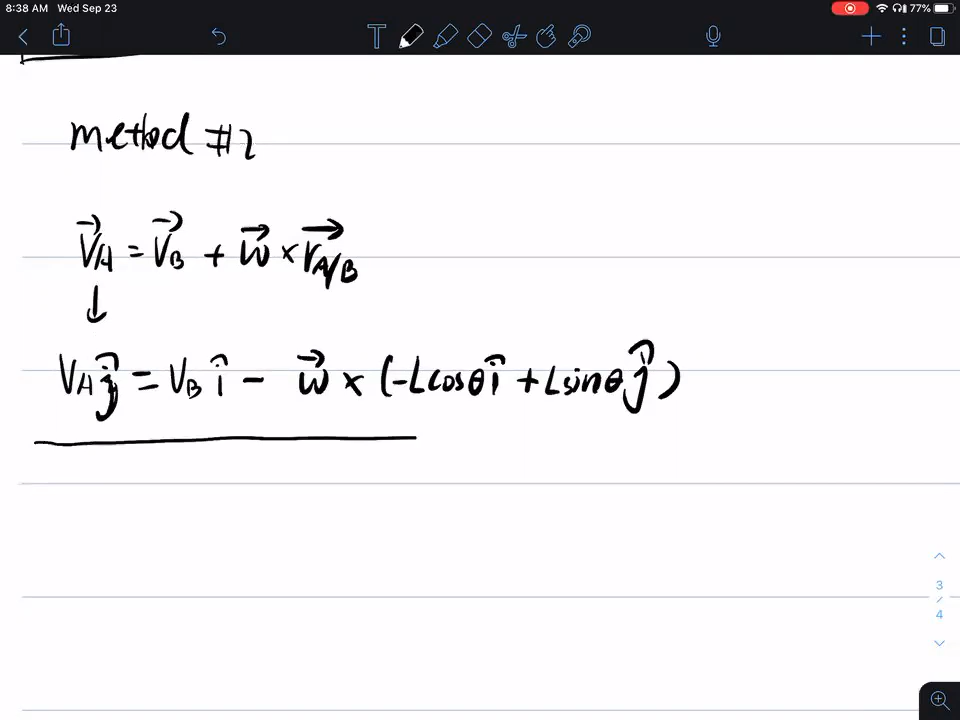 8:38 AM Wed Sep 23 77%
T
method #2
V⃗A = V⃗B + ω⃗ × r⃗A/B
↓
VA ĵ = VB î − ω⃗ × (−Lcosθ î + Lsinθ ĵ)
3
/
4